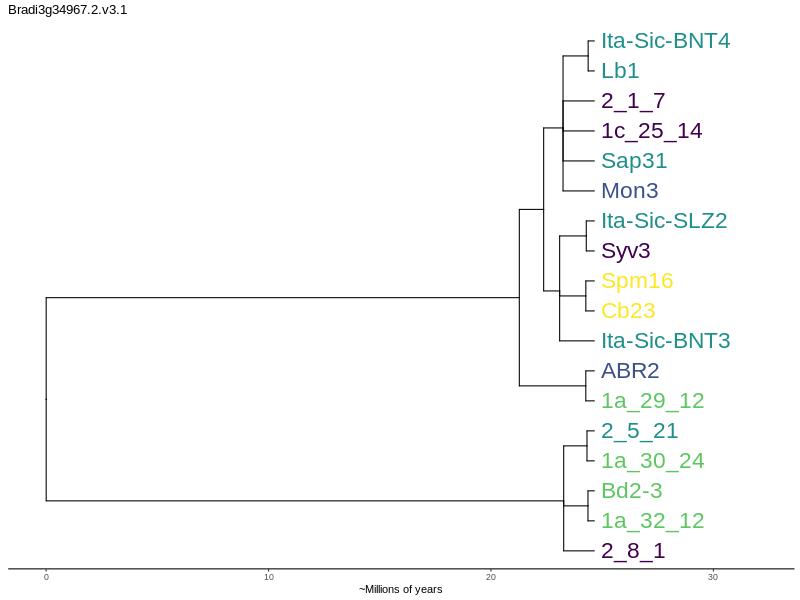 Bradi3g34967.2.v3.1
Ita-Sic-BNT4
Lb1
2_1_7
1c_25_14
Sap31
Mon3
Ita-Sic-SLZ2
Syv3
Spm16
Cb23
Ita-Sic-BNT3
ABR2
1a_29_12
2_5_21
1a_30_24
Bd2-3
1a_32_12
2_8_1
0 10 20 30
~Millions of years